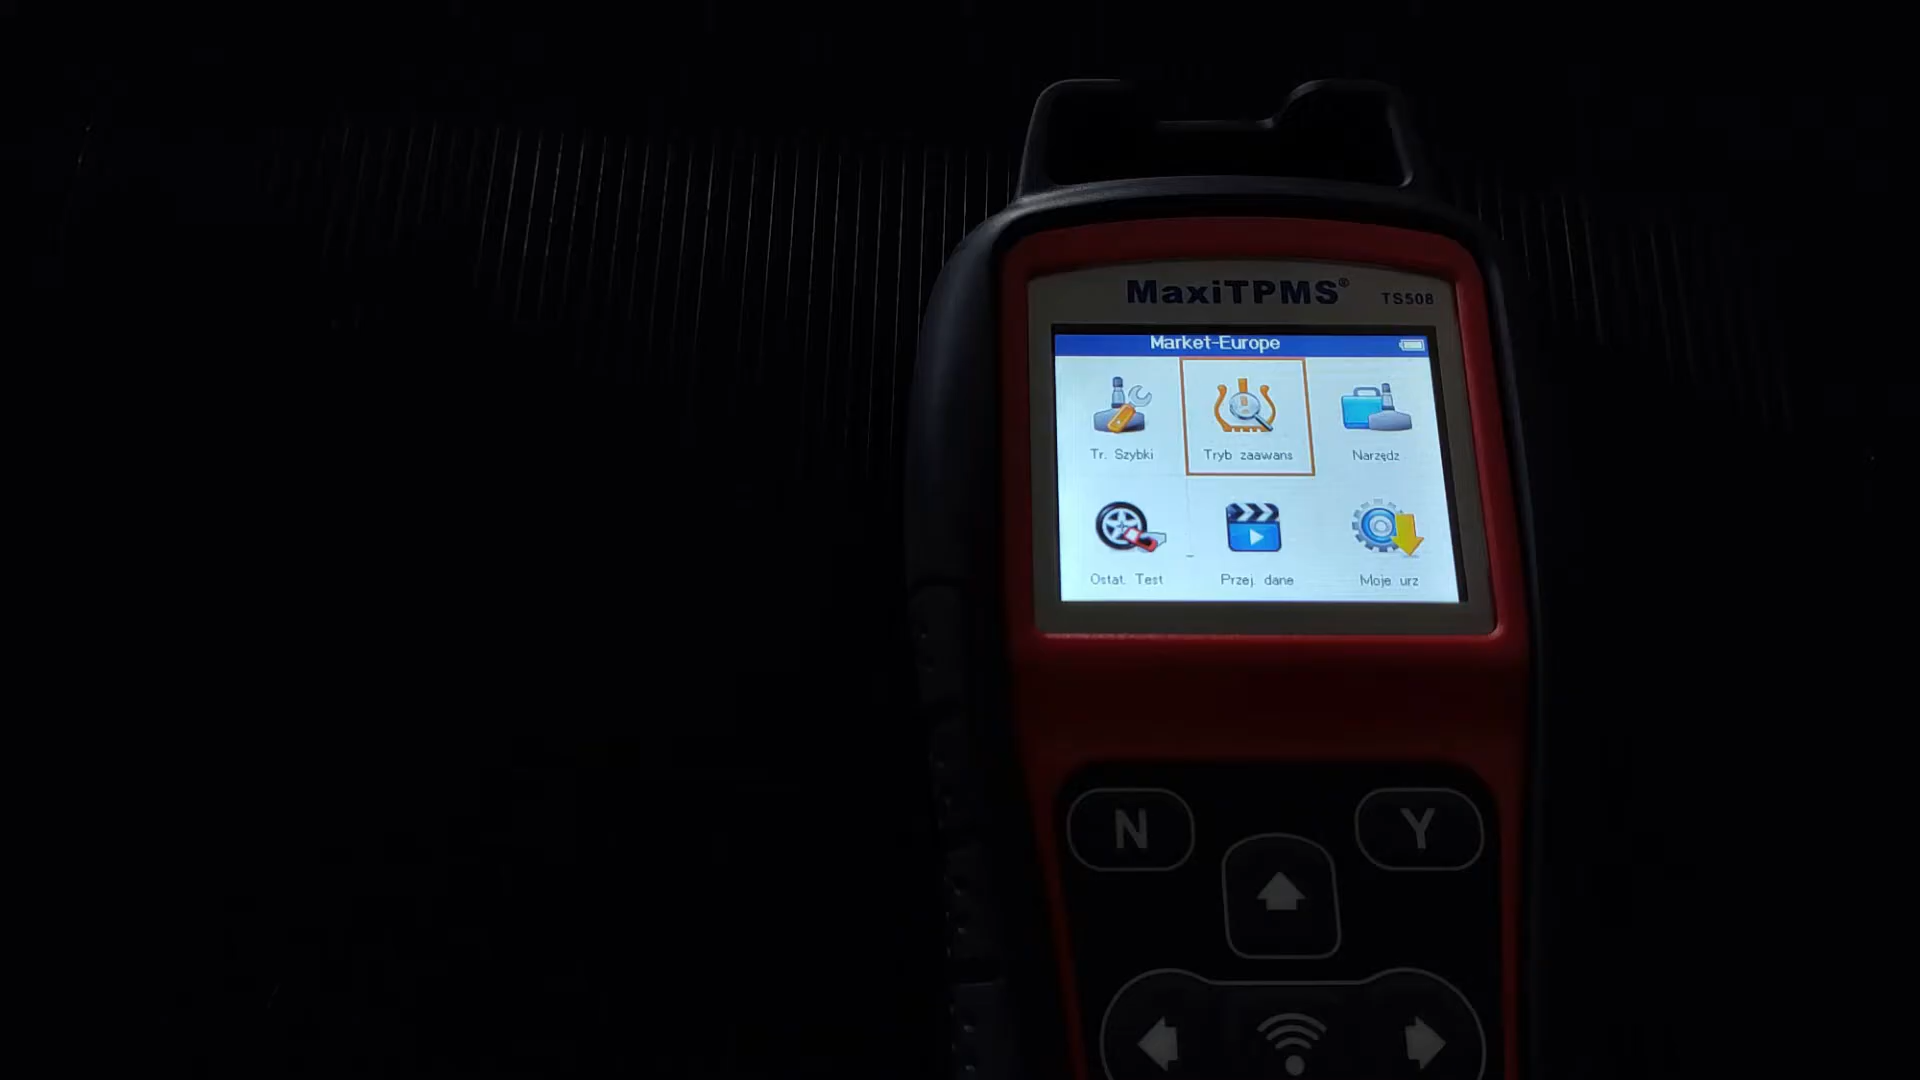 MaxiTPMS® TS508
Market-Europe
Tr. Szybki Tryb zaawans Narzędz
Ostat. Test Przej. dane Moje urz
N Y